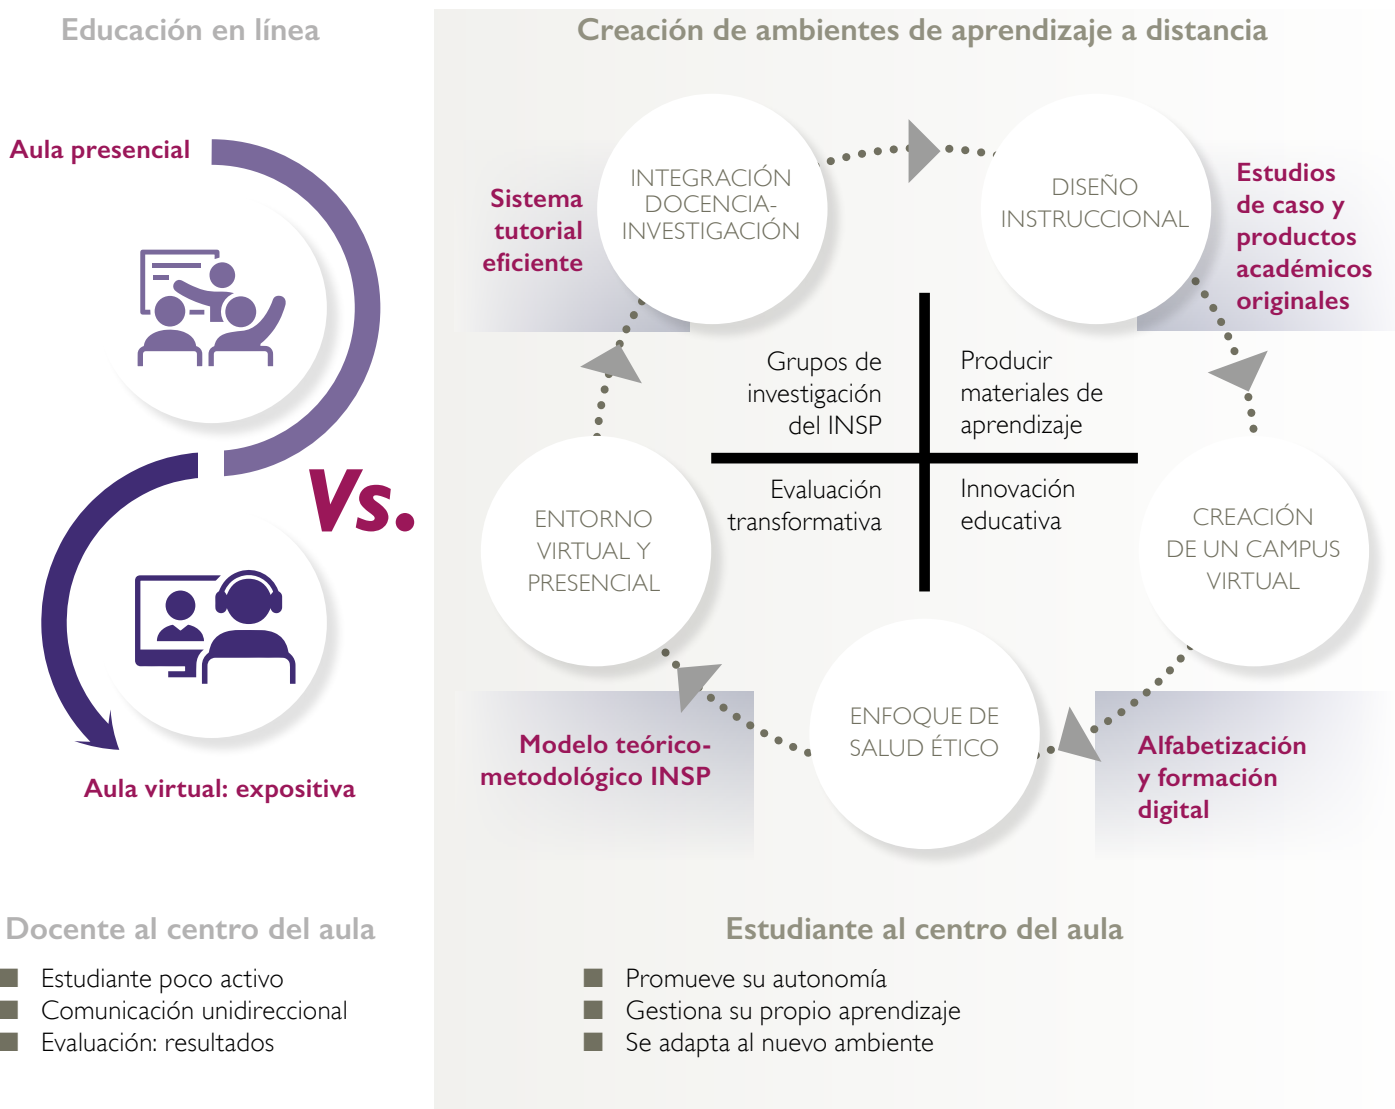 Educación en línea
Aula presencial
Vs.
Aula virtual: expositiva
Docente al centro del aula
Estudiante poco activo
Comunicación unidireccional
Evaluación: resultados
Creación de ambientes de aprendizaje a distancia
Sistema
tutorial
eficiente
INTEGRACIÓN
DOCENCIA-
INVESTIGACIÓN
DISEÑO
INSTRUCCIONAL
Estudios
de caso y
productos
académicos
originales
Grupos de
investigación
del INSP
Producir
materiales de
aprendizaje
Evaluación
transformativa
Innovación
educativa
ENTORNO
VIRTUAL Y
PRESENCIAL
CREACIÓN
DE UN CAMPUS
VIRTUAL
Modelo teórico-
metodológico INSP
ENFOQUE DE
SALUD ÉTICO
Alfabetización
y formación
digital
Estudiante al centro del aula
Promueve su autonomía
Gestiona su propio aprendizaje
Se adapta al nuevo ambiente